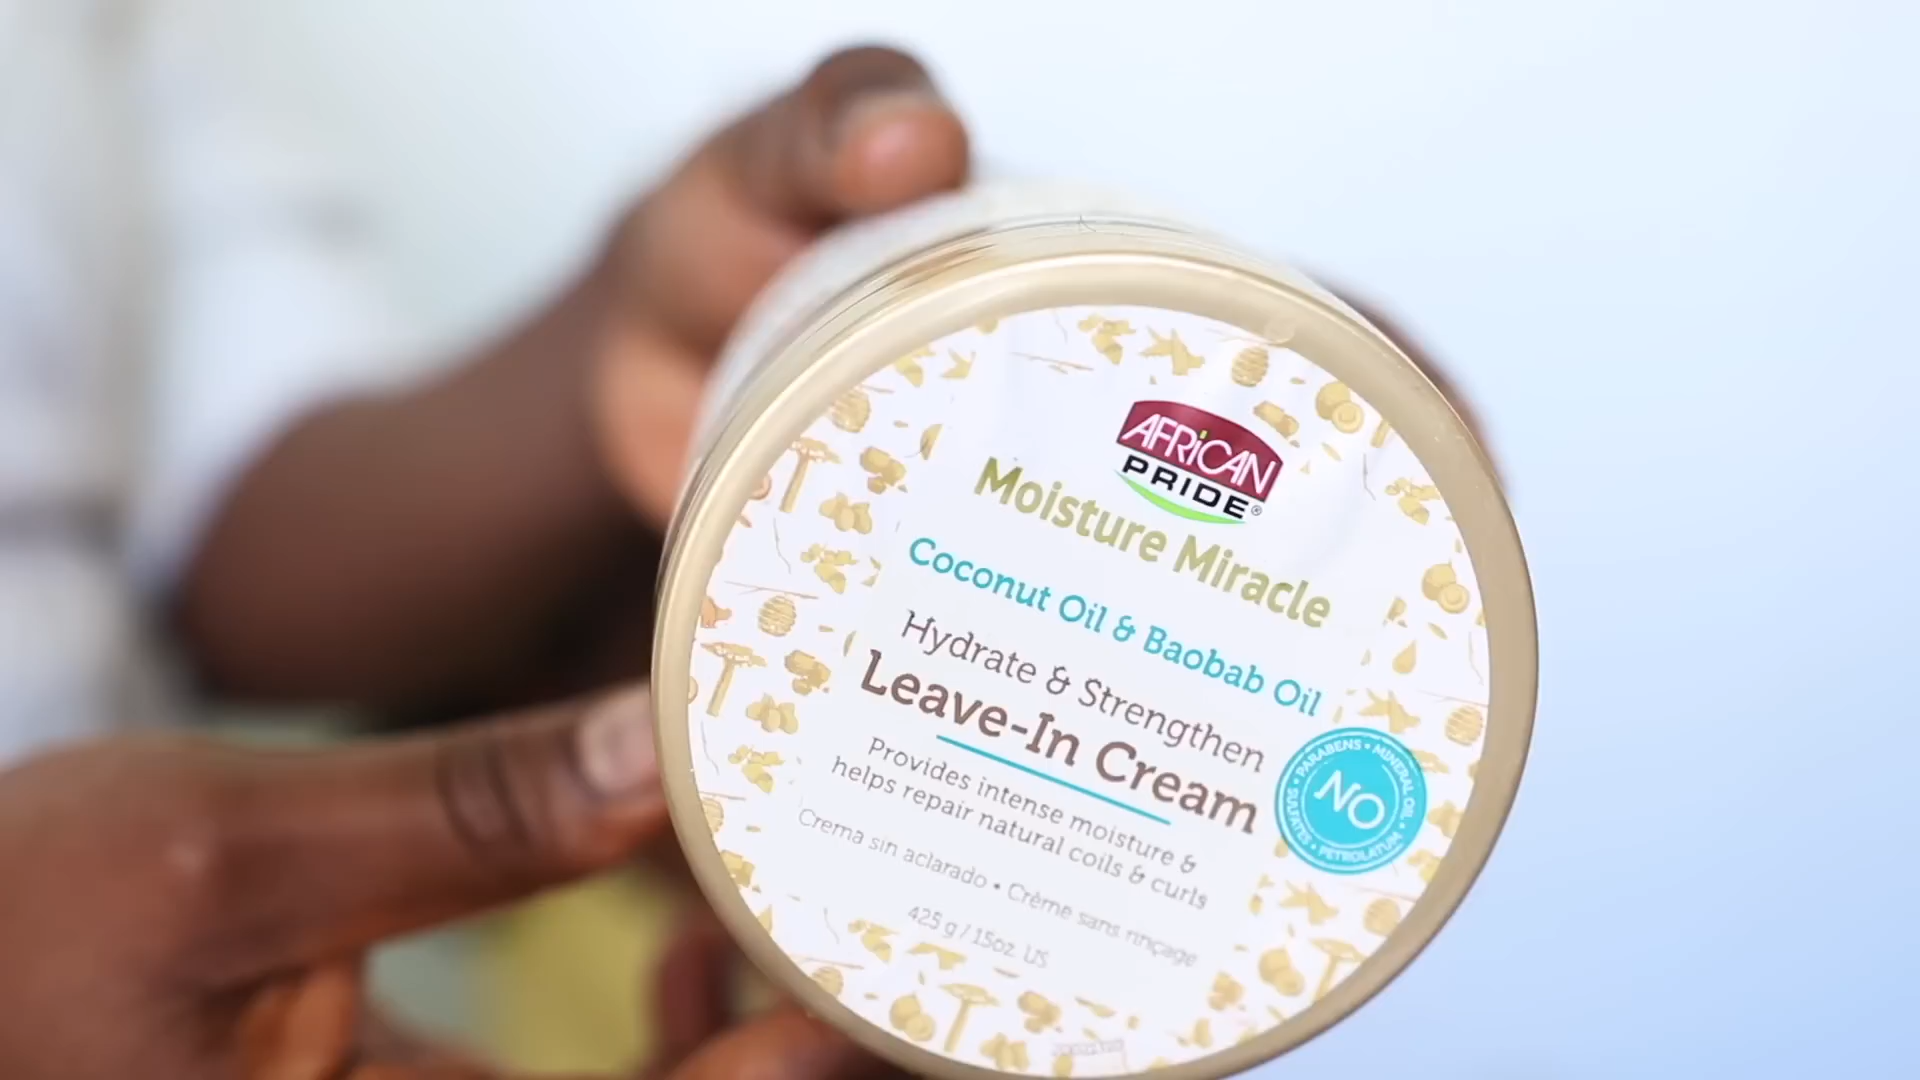 AFRICAN
PRIDE®
Moisture Miracle
Coconut Oil & Baobab Oil
Hydrate & Strengthen
Leave-In Cream
Provides intense moisture &
helps repair natural coils & curls
Crema sin aclarado • Crème sans rinçage
425 g / 15oz. US
NO
PARABENS • MINERAL OIL • PETROLATUM • SULFATES •